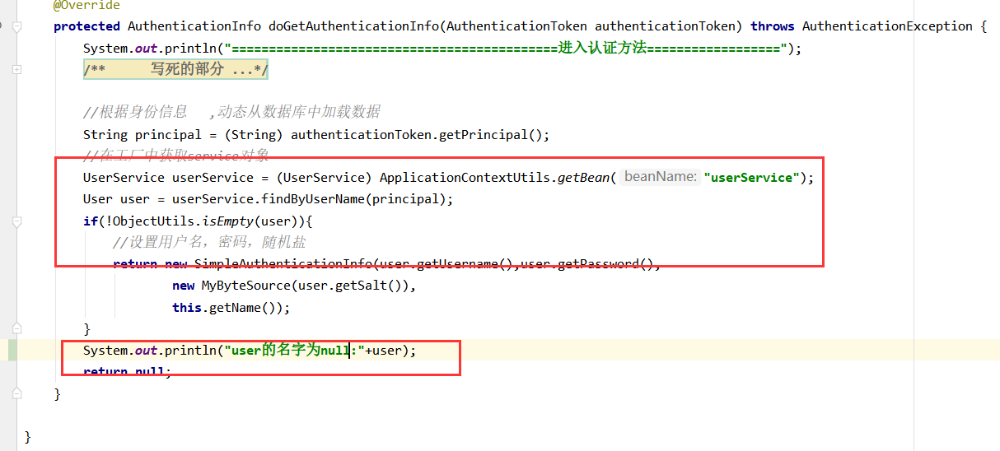 @Override
protected AuthenticationInfo doGetAuthenticationInfo(AuthenticationToken authenticationToken) throws AuthenticationException {
System.out.println("============================================进入认证方法==================");
/** 写死的部分 ...*/
//根据身份信息 ,动态从数据库中加载数据
String principal = (String) authenticationToken.getPrincipal();
//在工厂中获取service对象
UserService userService = (UserService) ApplicationContextUtils.getBean( beanName: "userService");
User user = userService.findByUserName(principal);
if(!ObjectUtils.isEmpty(user)){
//设置用户名，密码，随机盐
return new SimpleAuthenticationInfo(user.getUsername(),user.getPassword(),
new MyByteSource(user.getSalt()),
this.getName());
}
System.out.println("user的名字为null:"+user);
return null;
}
}